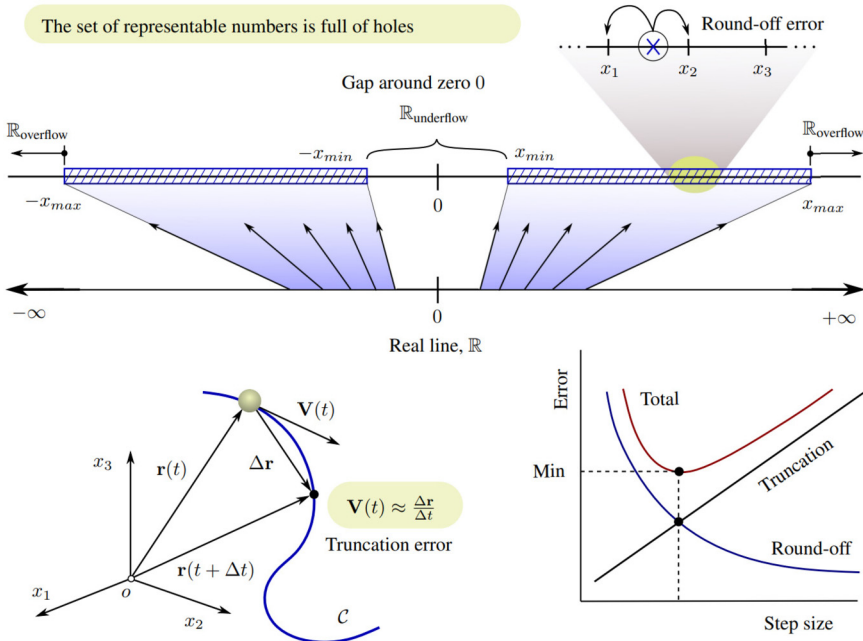 The set of representable numbers is full of holes
Round-off error
··· ···
x₁ x₂ x₃
Gap around zero 0
ℝunderflow
ℝoverflow
ℝoverflow
−xmin
xmin
−xmax
0
xmax
−∞
0
+∞
Real line, ℝ
V(t)
r(t)
Δr
x₃
V(t) ≈ Δr/Δt
Truncation error
r(t + Δt)
x₁
o
x₂
C
Error
Total
Min
Truncation
Round-off
Step size